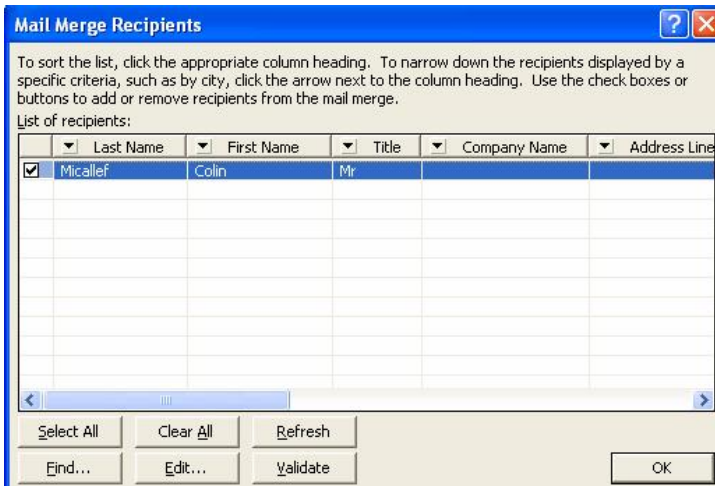 Mail Merge Recipients
To sort the list, click the appropriate column heading. To narrow down the recipients displayed by a
specific criteria, such as by city, click the arrow next to the column heading. Use the check boxes or
buttons to add or remove recipients from the mail merge.
List of recipients:
Last Name First Name Title Company Name Address Line
Micallef Colin Mr
Select All Clear All Refresh
Find... Edit... Validate OK